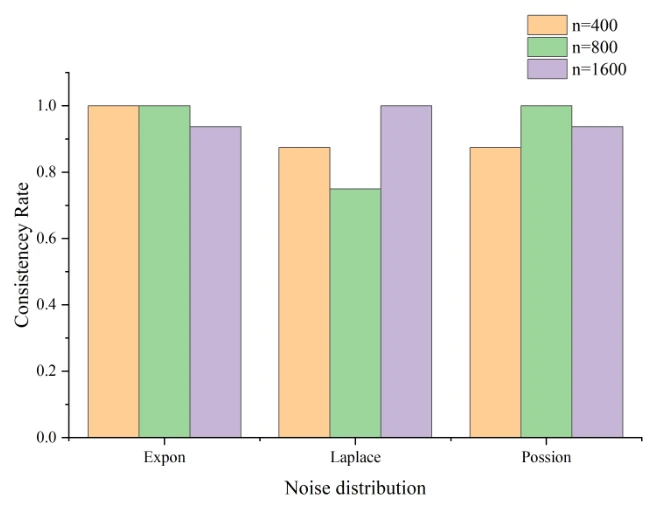 n=400
n=800
n=1600
1.0
0.8
0.6
0.4
0.2
0.0
Consistencey Rate
Expon
Laplace
Possion
Noise distribution